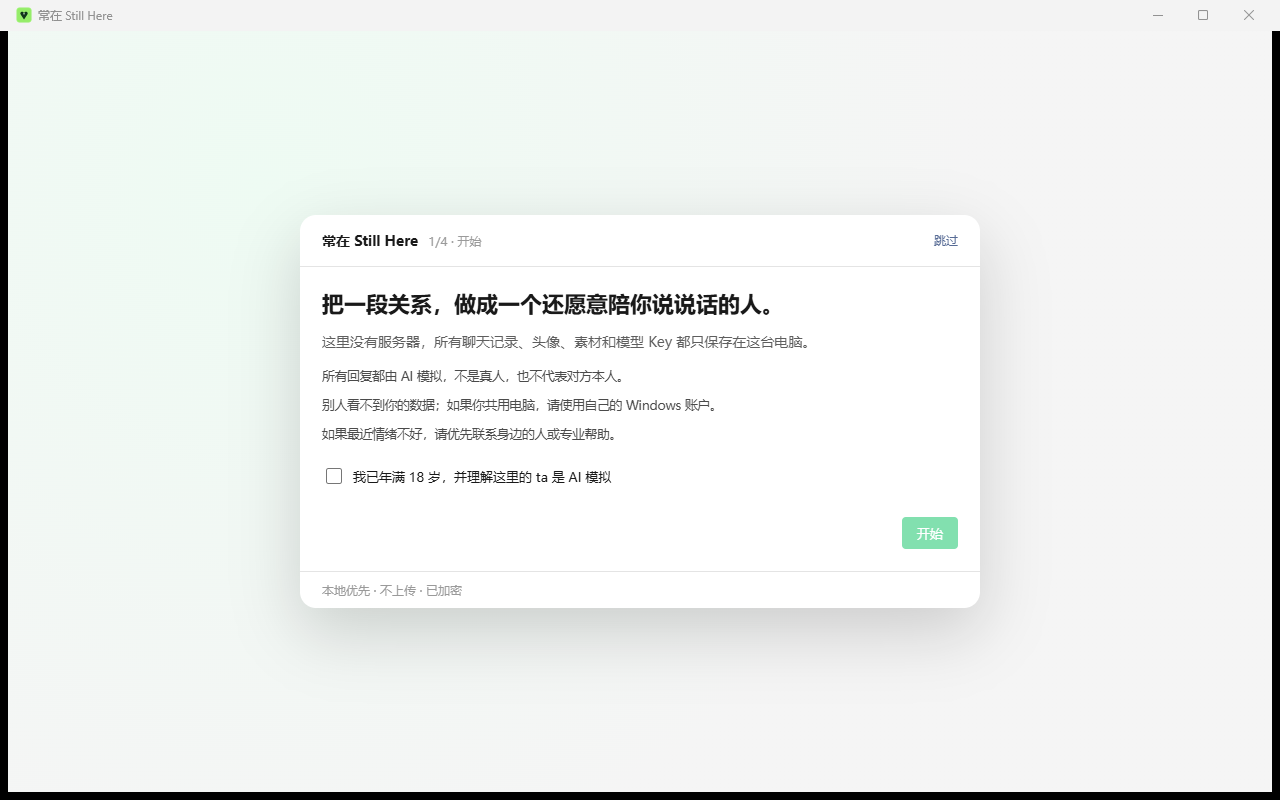 常在 Still Here
常在 Still Here 1/4 · 开始 跳过
把一段关系，做成一个还愿意陪你说说话的人。
这里没有服务器，所有聊天记录、头像、素材和模型 Key 都只保存在这台电脑。
所有回复都由 AI 模拟，不是真人，也不代表对方本人。
别人看不到你的数据；如果你共用电脑，请使用自己的 Windows 账户。
如果最近情绪不好，请优先联系身边的人或专业帮助。
我已年满 18 岁，并理解这里的 ta 是 AI 模拟
开始
本地优先 · 不上传 · 已加密